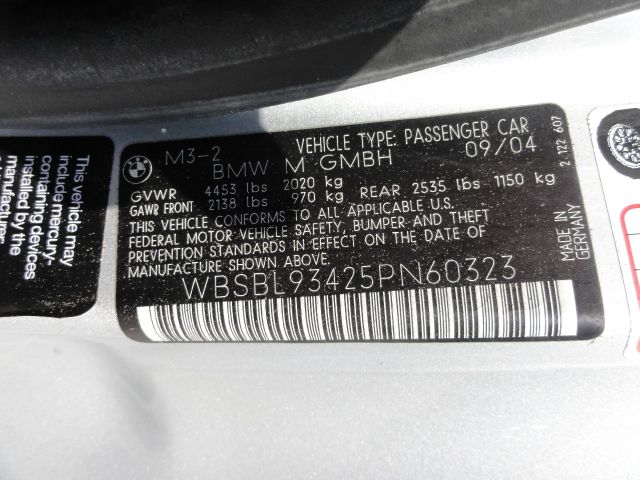 This vehicle may
include mercury-
containing devices
installed by the
manufacturer
BMW
M3-2
VEHICLE TYPE: PASSENGER CAR
BMW M GMBH
09/04
2 122 607
GVWR 4453 lbs 2020 kg
GAWR FRONT 2138 lbs 970 kg REAR 2535 lbs 1150 kg
THIS VEHICLE CONFORMS TO ALL APPLICABLE U.S.
FEDERAL MOTOR VEHICLE SAFETY, BUMPER AND THEFT
PREVENTION STANDARDS IN EFFECT ON THE DATE OF
MANUFACTURE SHOWN ABOVE.
MADE IN
GERMANY
WBSBL93425PN60323